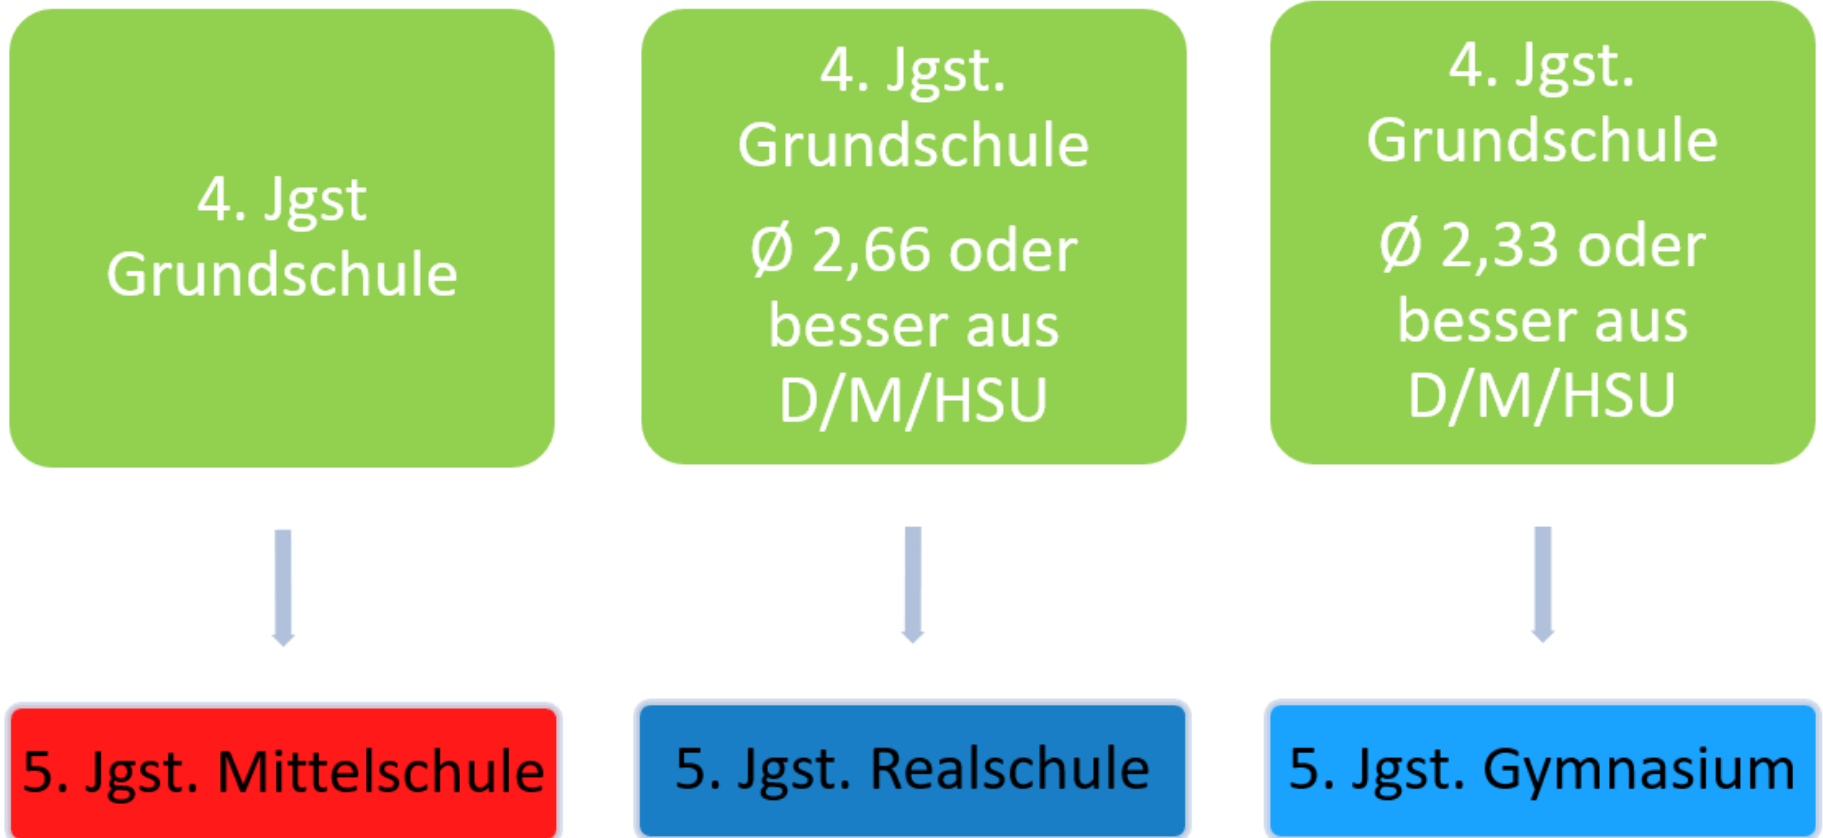 4. Jgst
Grundschule
4. Jgst.
Grundschule
Ø 2,66 oder
besser aus
D/M/HSU
4. Jgst.
Grundschule
Ø 2,33 oder
besser aus
D/M/HSU
5. Jgst. Mittelschule
5. Jgst. Realschule
5. Jgst. Gymnasium